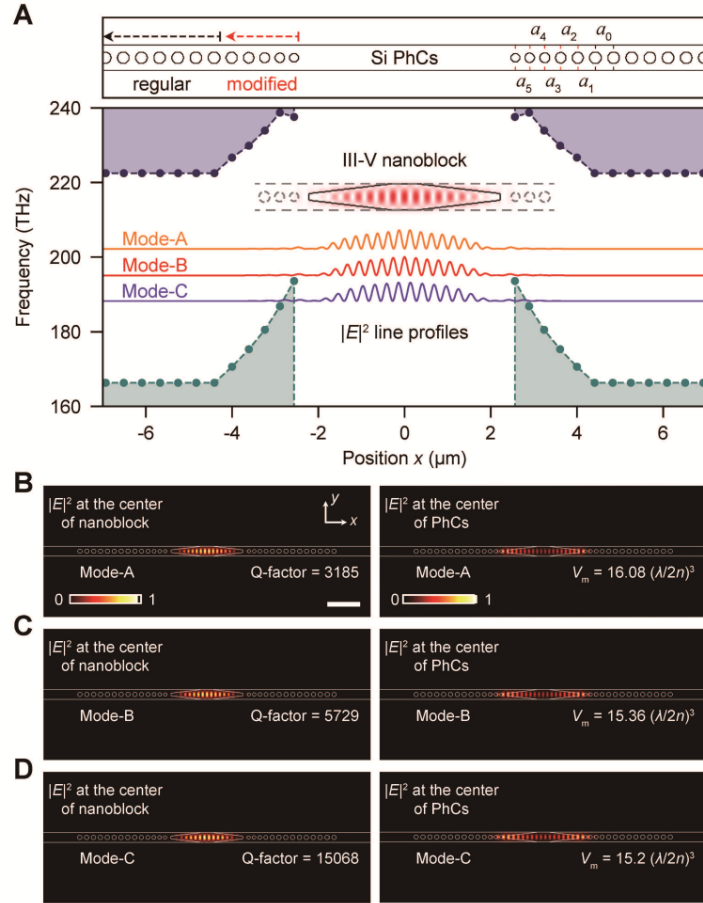 A
a₄ a₂ a₀
Si PhCs
regular modified
a₅ a₃ a₁
240
220
200
180
160
Frequency (THz)
III-V nanoblock
Mode-A
Mode-B
Mode-C
|E|² line profiles
-6 -4 -2 0 2 4 6
Position x (μm)
B
|E|² at the center
of nanoblock
y
x
Mode-A Q-factor = 3185
0 1
|E|² at the center
of PhCs
Mode-A Vₘ = 16.08 (λ/2n)³
0 1
C
|E|² at the center
of nanoblock
Mode-B Q-factor = 5729
|E|² at the center
of PhCs
Mode-B Vₘ = 15.36 (λ/2n)³
D
|E|² at the center
of nanoblock
Mode-C Q-factor = 15068
|E|² at the center
of PhCs
Mode-C Vₘ = 15.2 (λ/2n)³